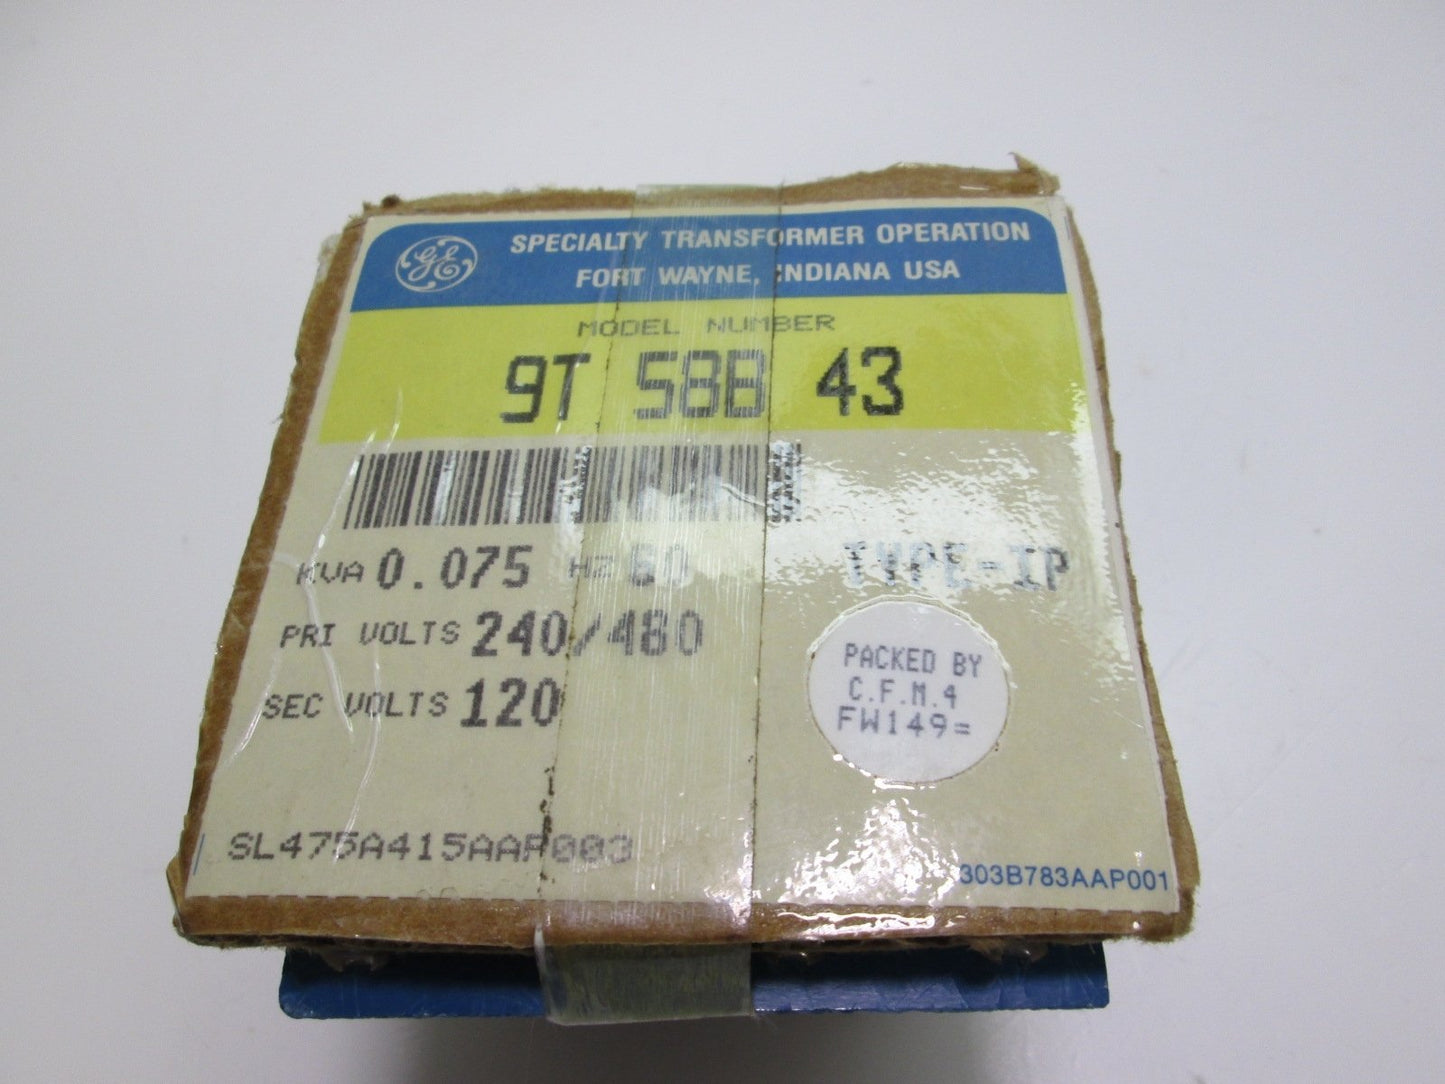 GE
SPECIALTY TRANSFORMER OPERATION
FORT WAYNE, INDIANA USA
MODEL NUMBER
9T 58B 43
KVA 0.075 Hz 60 TYPE-IP
PRI VOLTS 240/480
SEC VOLTS 120
PACKED BY
C.F.M.4
FW149=
SL475A415AAP003
303B783AAP001